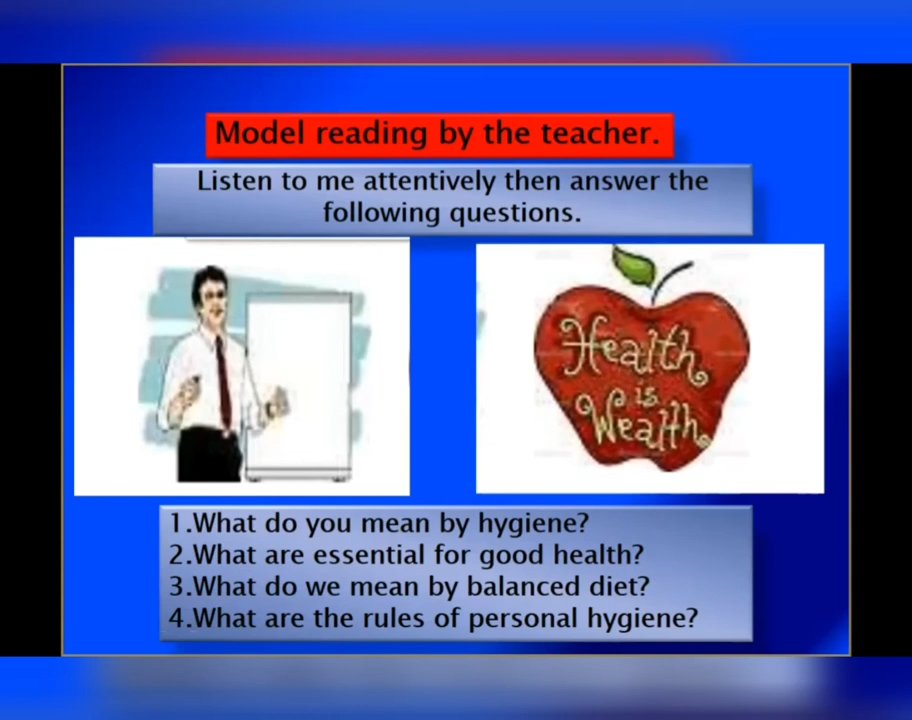 Model reading by the teacher.
Listen to me attentively then answer the
following questions.
Health
is
Wealth
1.What do you mean by hygiene?
2.What are essential for good health?
3.What do we mean by balanced diet?
4.What are the rules of personal hygiene?